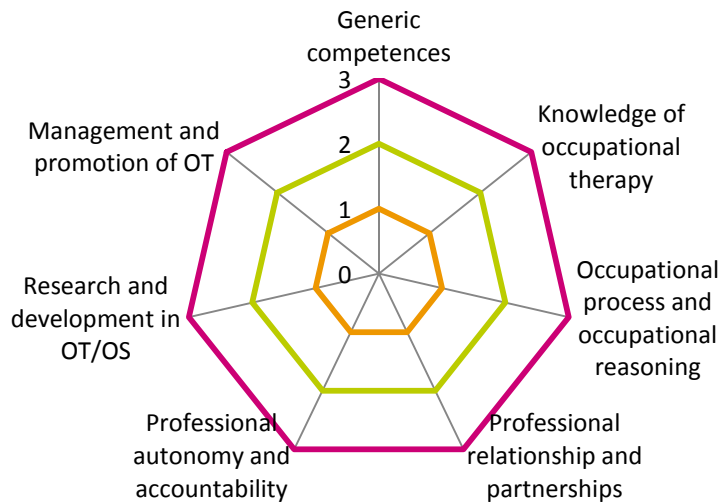 Generic
competences
3
2
1
0
Knowledge of
occupational
therapy
Occupational
process and
occupational
reasoning
Professional
relationship and
partnerships
Professional
autonomy and
accountability
Research and
development in
OT/OS
Management and
promotion of OT